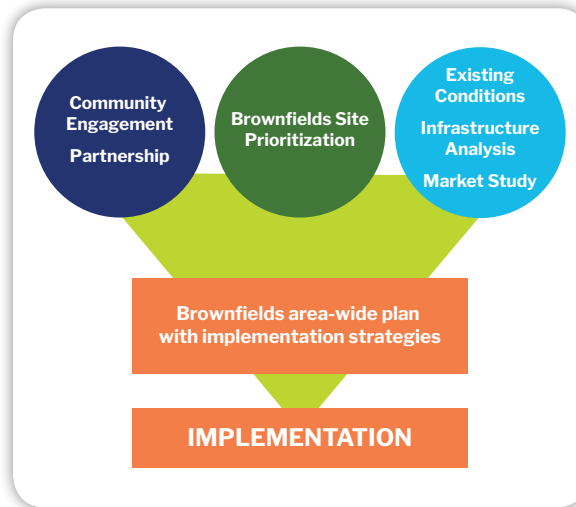 Community
Engagement
Partnership
Brownfields Site
Prioritization
Existing
Conditions
Infrastructure
Analysis
Market Study
Brownfields area-wide plan
with implementation strategies
IMPLEMENTATION